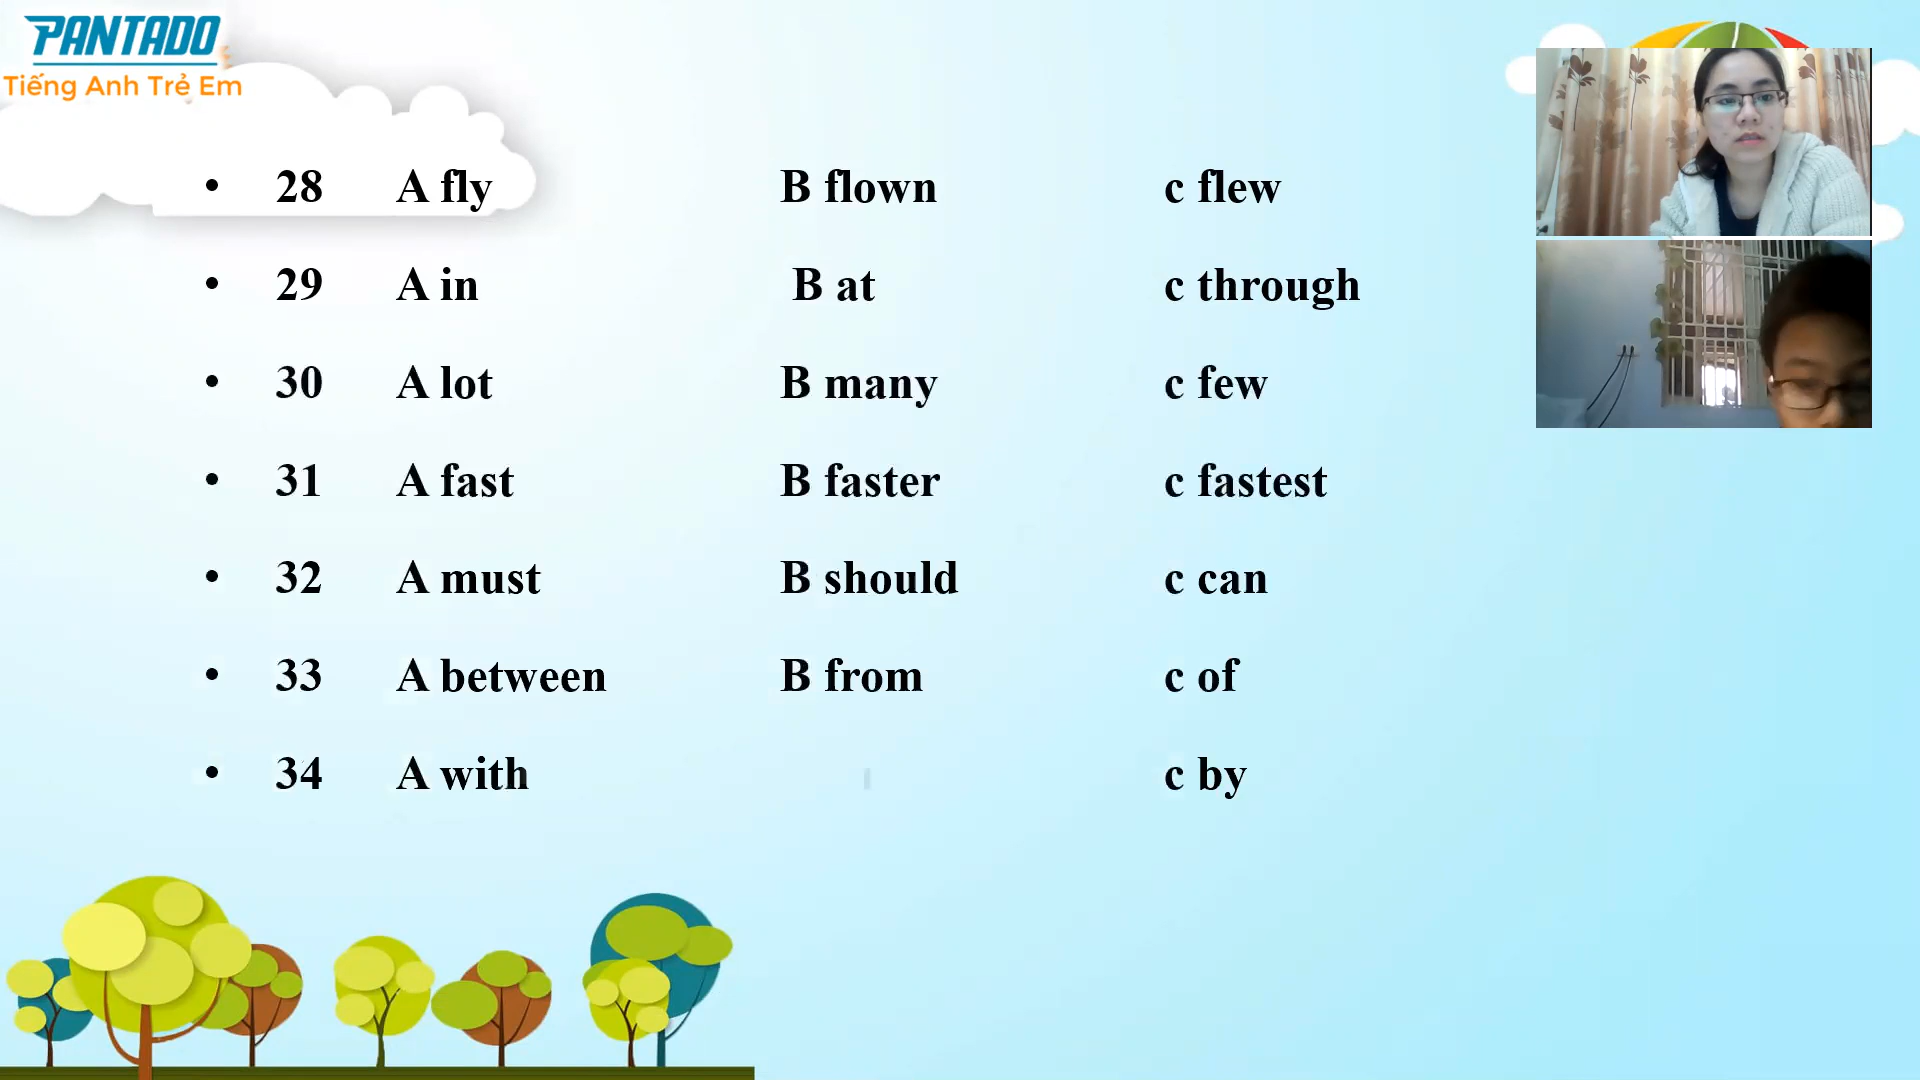 PANTADO
Tiếng Anh Trẻ Em
• 28 A fly B flown c flew
• 29 A in B at c through
• 30 A lot B many c few
• 31 A fast B faster c fastest
• 32 A must B should c can
• 33 A between B from c of
• 34 A with c by